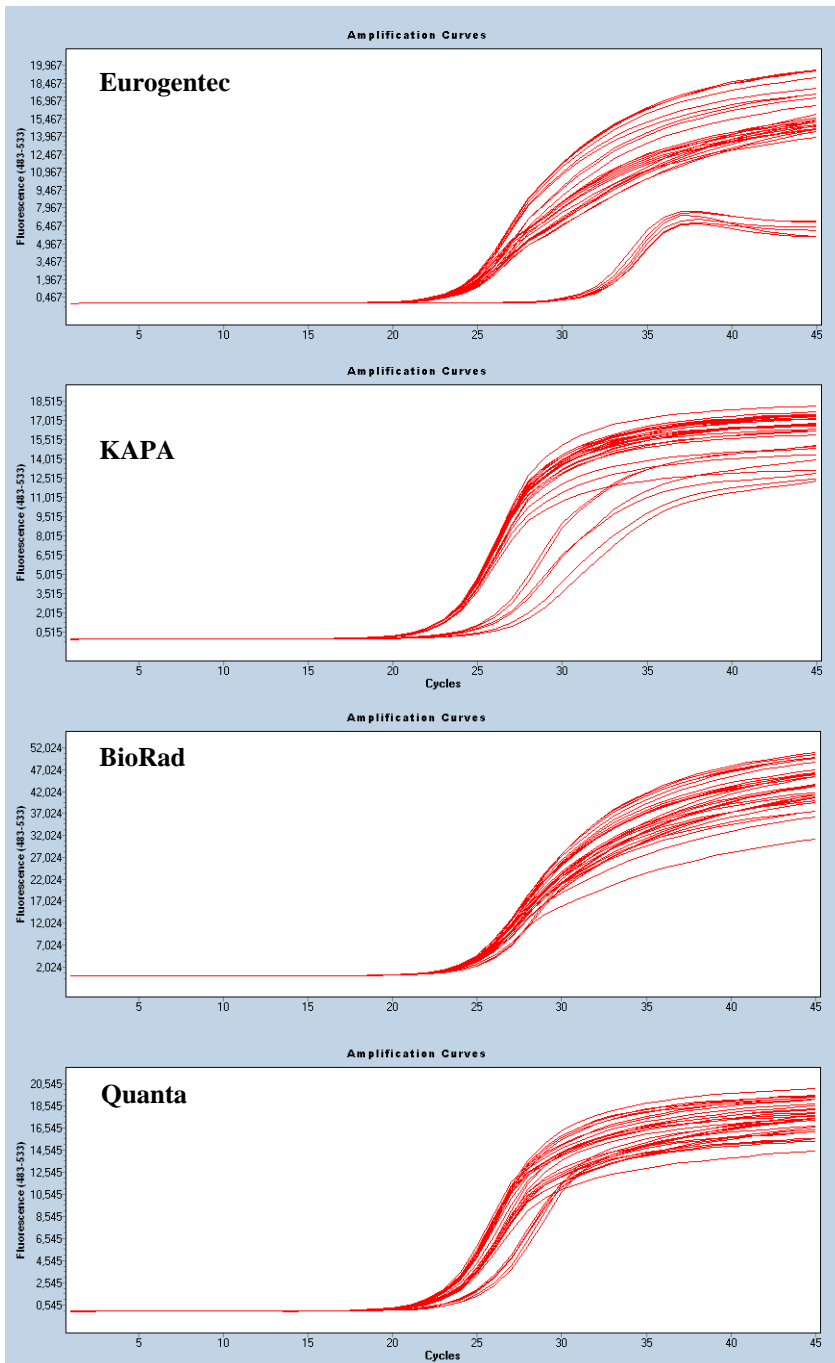 Amplification Curves
Eurogentec
Fluorescence (483-533)
19,967
18,467
16,967
15,467
13,967
12,467
10,967
9,467
7,967
6,467
4,967
3,467
1,967
0,467
5 10 15 20 25 30 35 40 45
Amplification Curves
KAPA
Fluorescence (483-533)
18,515
17,015
15,515
14,015
12,515
11,015
9,515
8,015
6,515
5,015
3,515
2,015
0,515
5 10 15 20 25 30 35 40 45
Cycles
Amplification Curves
BioRad
Fluorescence (483-533)
52,024
47,024
42,024
37,024
32,024
27,024
22,024
17,024
12,024
7,024
2,024
5 10 15 20 25 30 35 40 45
Amplification Curves
Quanta
Fluorescence (483-533)
20,545
18,545
16,545
14,545
12,545
10,545
8,545
6,545
4,545
2,545
0,545
5 10 15 20 25 30 35 40 45
Cycles